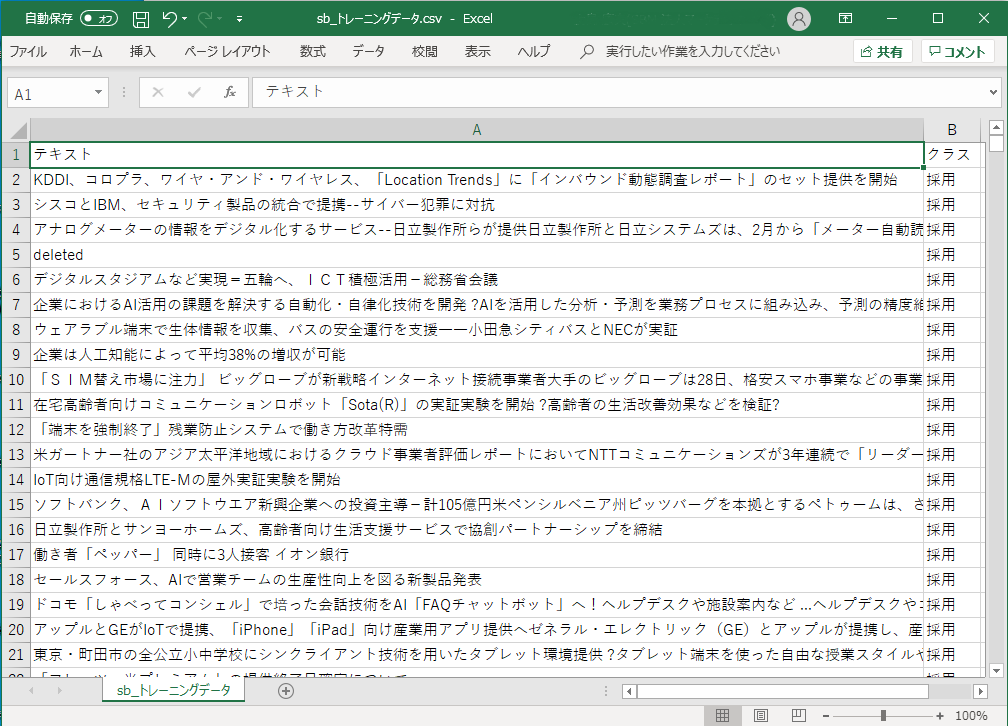 自動保存 オフ sb_トレーニングデータ.csv - Excel
ファイル ホーム 挿入 ページ レイアウト 数式 データ 校閲 表示 ヘルプ 実行したい作業を入力してください 共有 コメント
A1 fx テキスト
A B
1 テキスト クラス
2 KDDI、コロプラ、ワイヤ・アンド・ワイヤレス、「Location Trends」に「インバウンド動態調査レポート」のセット提供を開始 採用
3 シスコとIBM、セキュリティ製品の統合で提携--サイバー犯罪に対抗 採用
4 アナログメーターの情報をデジタル化するサービス--日立製作所らが提供日立製作所と日立システムズは、2月から「メーター自動読 採用
5 deleted 採用
6 デジタルスタジアムなど実現=五輪へ、ＩＣＴ積極活用－総務省会議 採用
7 企業におけるAI活用の課題を解決する自動化・自律化技術を開発 ?AIを活用した分析・予測を業務プロセスに組み込み、予測の精度維 採用
8 ウェアラブル端末で生体情報を収集、バスの安全運行を支援――小田急シティバスとNECが実証 採用
9 企業は人工知能によって平均38%の増収が可能 採用
10 「ＳＩＭ替え市場に注力」 ビッグローブが新戦略インターネット接続事業者大手のビッグローブは28日、格安スマホ事業などの事業 採用
11 在宅高齢者向けコミュニケーションロボット「Sota(R)」の実証実験を開始 ?高齢者の生活改善効果などを検証? 採用
12 「端末を強制終了」残業防止システムで働き方改革特需 採用
13 米ガートナー社のアジア太平洋地域におけるクラウド事業者評価レポートにおいてNTTコミュニケーションズが3年連続で「リーダー 採用
14 IoT向け通信規格LTE-Mの屋外実証実験を開始 採用
15 ソフトバンク、ＡＩソフトウエア新興企業への投資主導－計105億円米ペンシルベニア州ピッツバーグを本拠とするペトゥームは、さ 採用
16 日立製作所とサンヨーホームズ、高齢者向け生活支援サービスで協創パートナーシップを締結 採用
17 働き者「ペッパー」 同時に3人接客 イオン銀行 採用
18 セールスフォース、AIで営業チームの生産性向上を図る新製品発表 採用
19 ドコモ「しゃべってコンシェル」で培った会話技術をAI「FAQチャットボット」へ！ヘルプデスクや施設案内など ...ヘルプデスクや 採用
20 アップルとGEがIoTで提携、「iPhone」「iPad」向け産業用アプリ提供へゼネラル・エレクトリック（GE）とアップルが提携し、産 採用
21 東京・町田市の全公立小中学校にシンクライアント技術を用いたタブレット環境提供 ?タブレット端末を使った自由な授業スタイルや 採用
sb_トレーニングデータ
100%